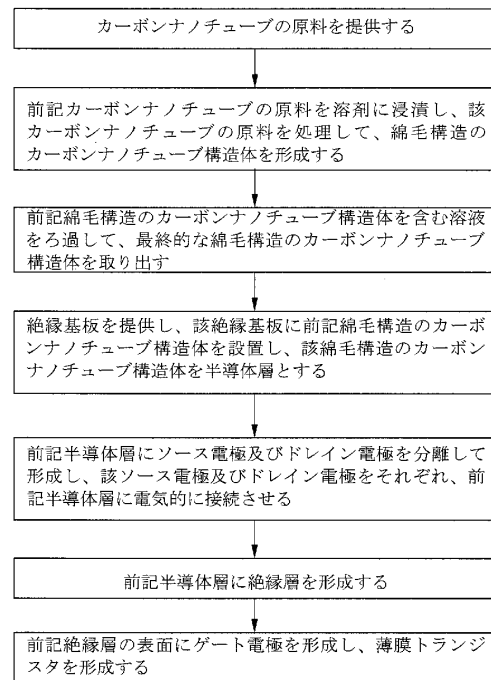 カーボンナノチューブの原料を提供する
前記カーボンナノチューブの原料を溶剤に浸漬し、該
カーボンナノチューブの原料を処理して、綿毛構造の
カーボンナノチューブ構造体を形成する
前記綿毛構造のカーボンナノチューブ構造体を含む溶液
をろ過して、最終的な綿毛構造のカーボンナノチューブ
構造体を取り出す
絶縁基板を提供し、該絶縁基板に前記綿毛構造のカーボ
ンナノチューブ構造体を設置し、該綿毛構造のカーボン
ナノチューブ構造体を半導体層とする
前記半導体層にソース電極及びドレイン電極を分離して
形成し、該ソース電極及びドレイン電極をそれぞれ、前
記半導体層に電気的に接続させる
前記半導体層に絶縁層を形成する
前記絶縁層の表面にゲート電極を形成し、薄膜トランジ
スタを形成する